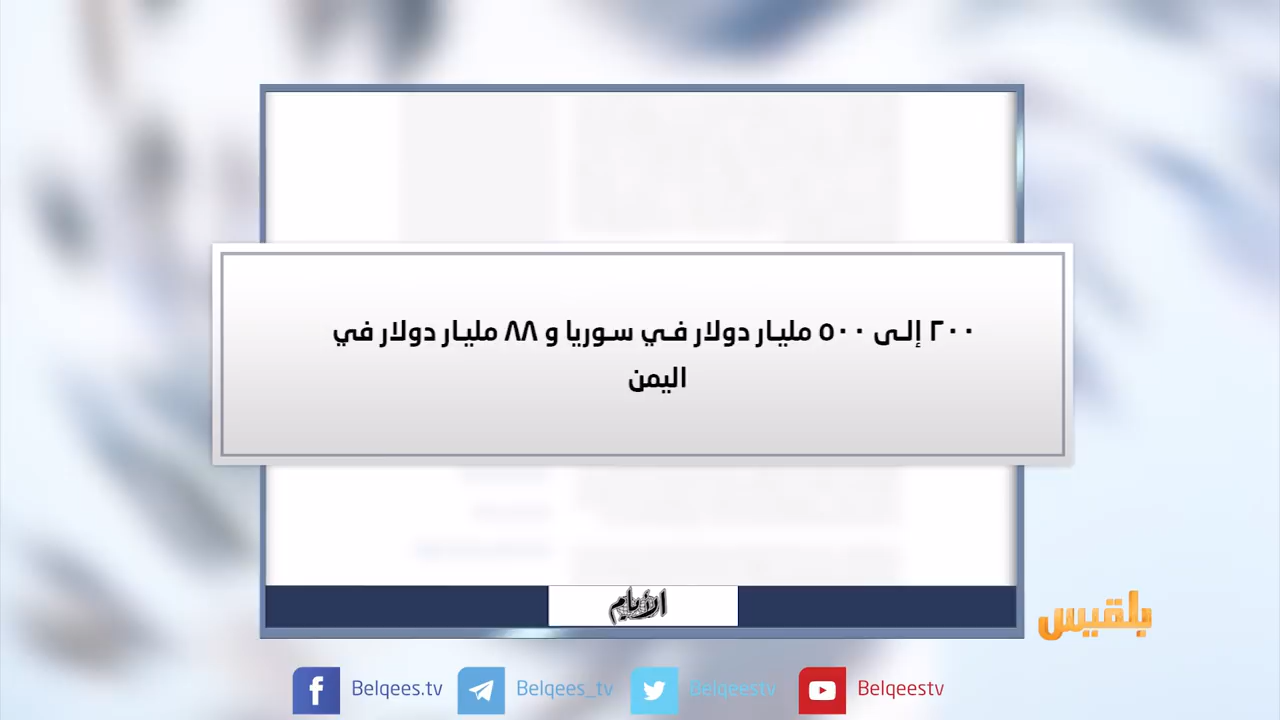 ٢٠٠ إلى ٥٠٠ مليار دولار في سوريا و ٨٨ مليار دولار في
اليمن
الأيام
بلقيس
Belqees.tv
Belqees_tv
Belqeestv
Belqeestv